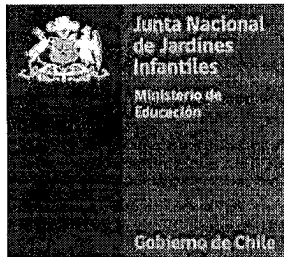 Junta Nacional
de Jardines
Infantiles
Ministerio de
Educación
Gobierno de Chile